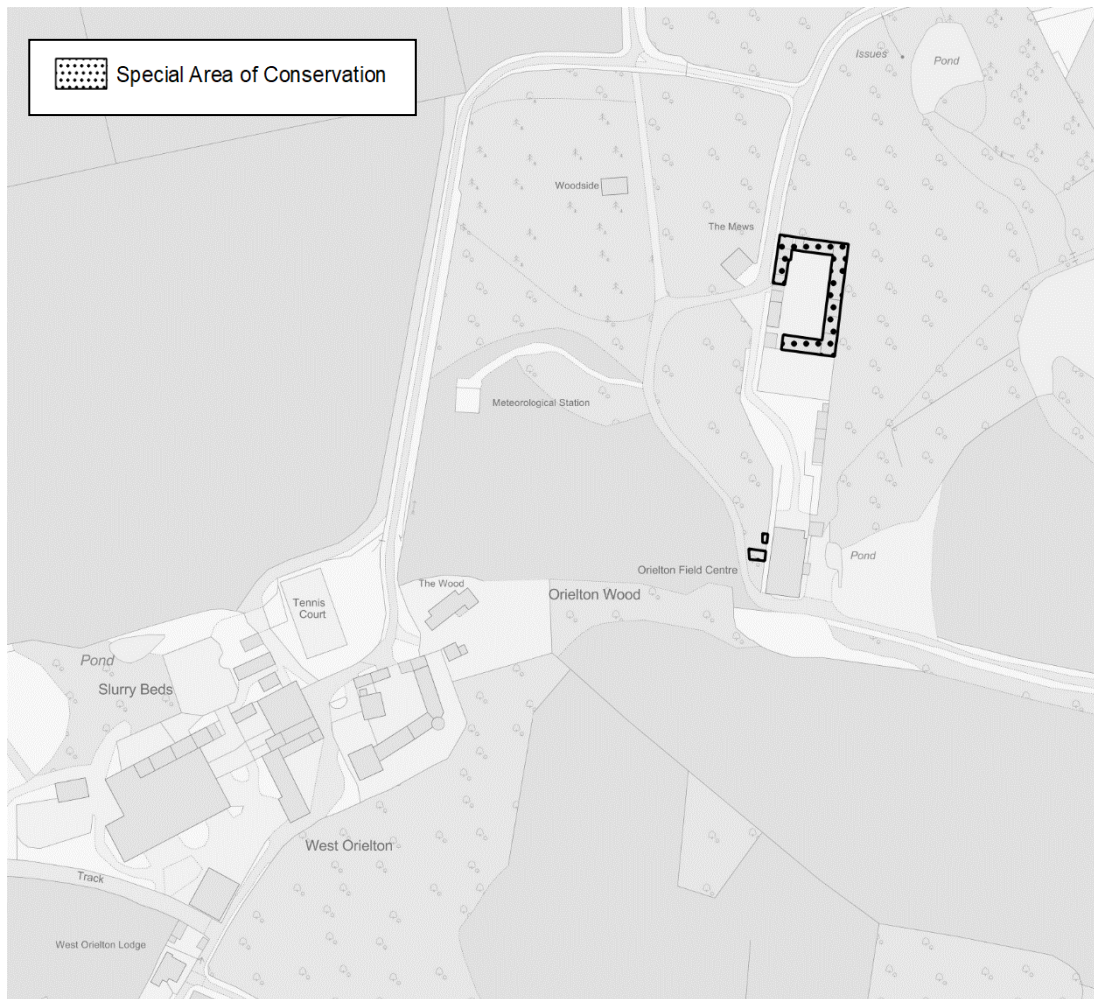 Special Area of Conservation
Issues
Pond
Woodside
The Mews
Meteorological Station
Pond
Orielton Field Centre
The Wood
Orielton Wood
Tennis
Court
Pond
Slurry Beds
West Orielton
Track
West Orielton Lodge